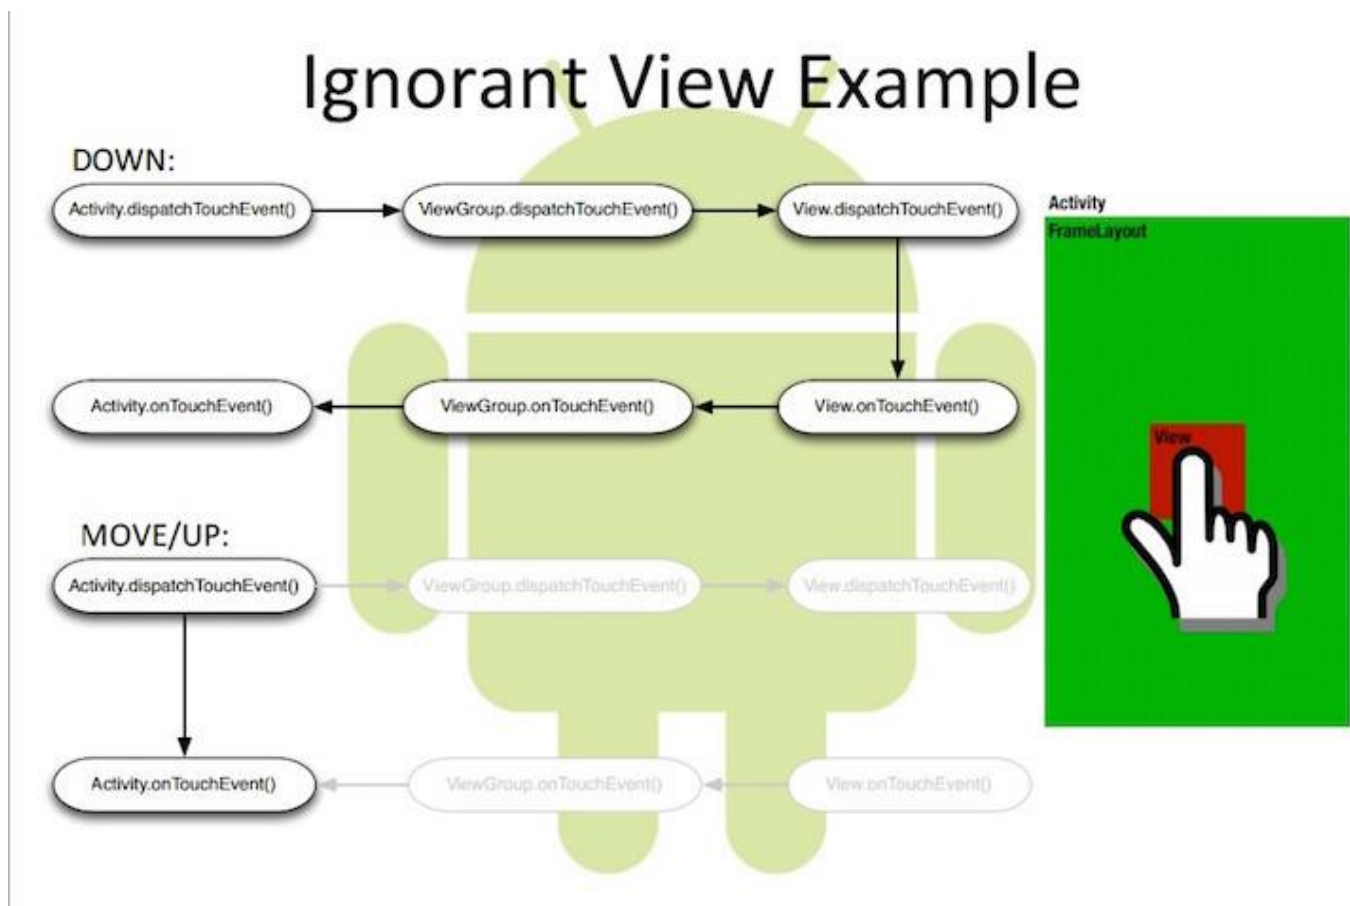 Ignorant View Example
DOWN:
Activity.dispatchTouchEvent()
ViewGroup.dispatchTouchEvent()
View.dispatchTouchEvent()
Activity
FrameLayout
Activity.onTouchEvent()
ViewGroup.onTouchEvent()
View.onTouchEvent()
View
MOVE/UP:
Activity.dispatchTouchEvent()
ViewGroup.dispatchTouchEvent()
View.dispatchTouchEvent()
Activity.onTouchEvent()
ViewGroup.onTouchEvent()
View.onTouchEvent()